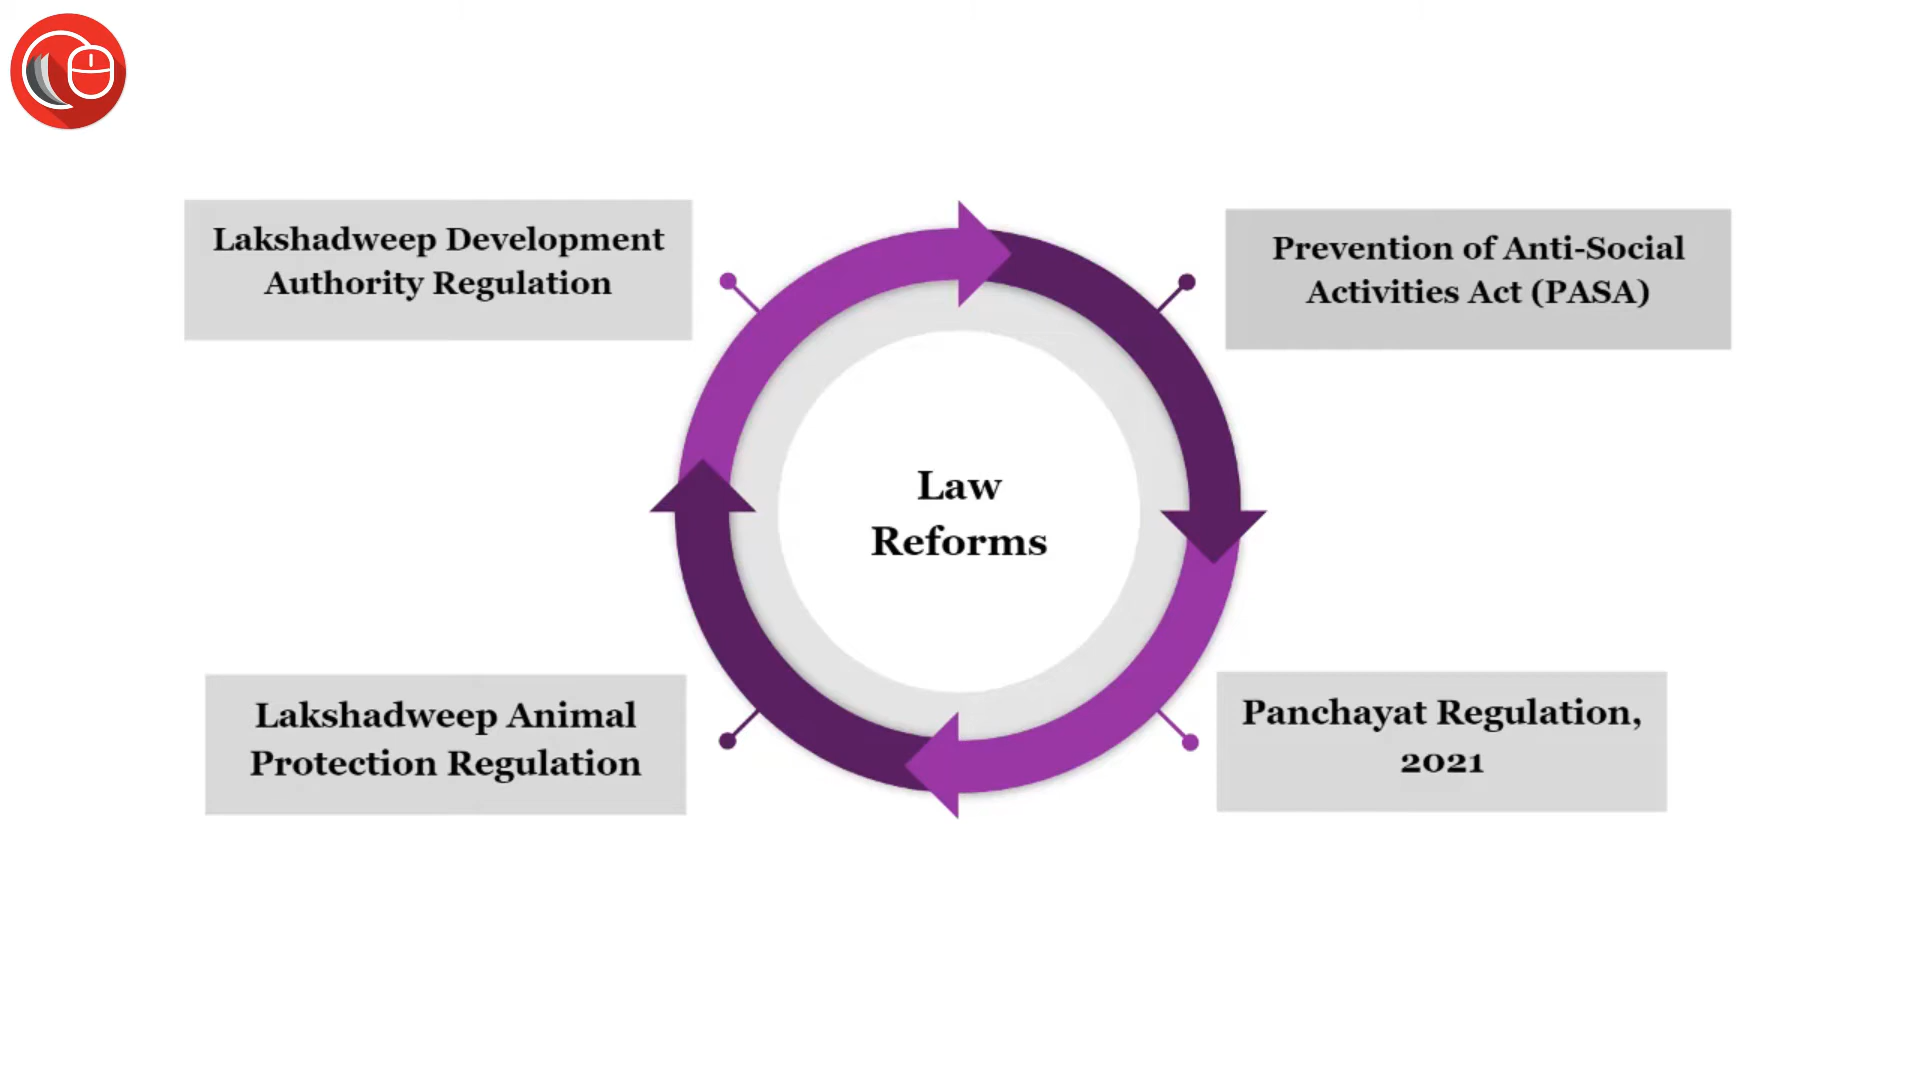 Lakshadweep Development
Authority Regulation
Prevention of Anti-Social
Activities Act (PASA)
Law
Reforms
Lakshadweep Animal
Protection Regulation
Panchayat Regulation,
2021